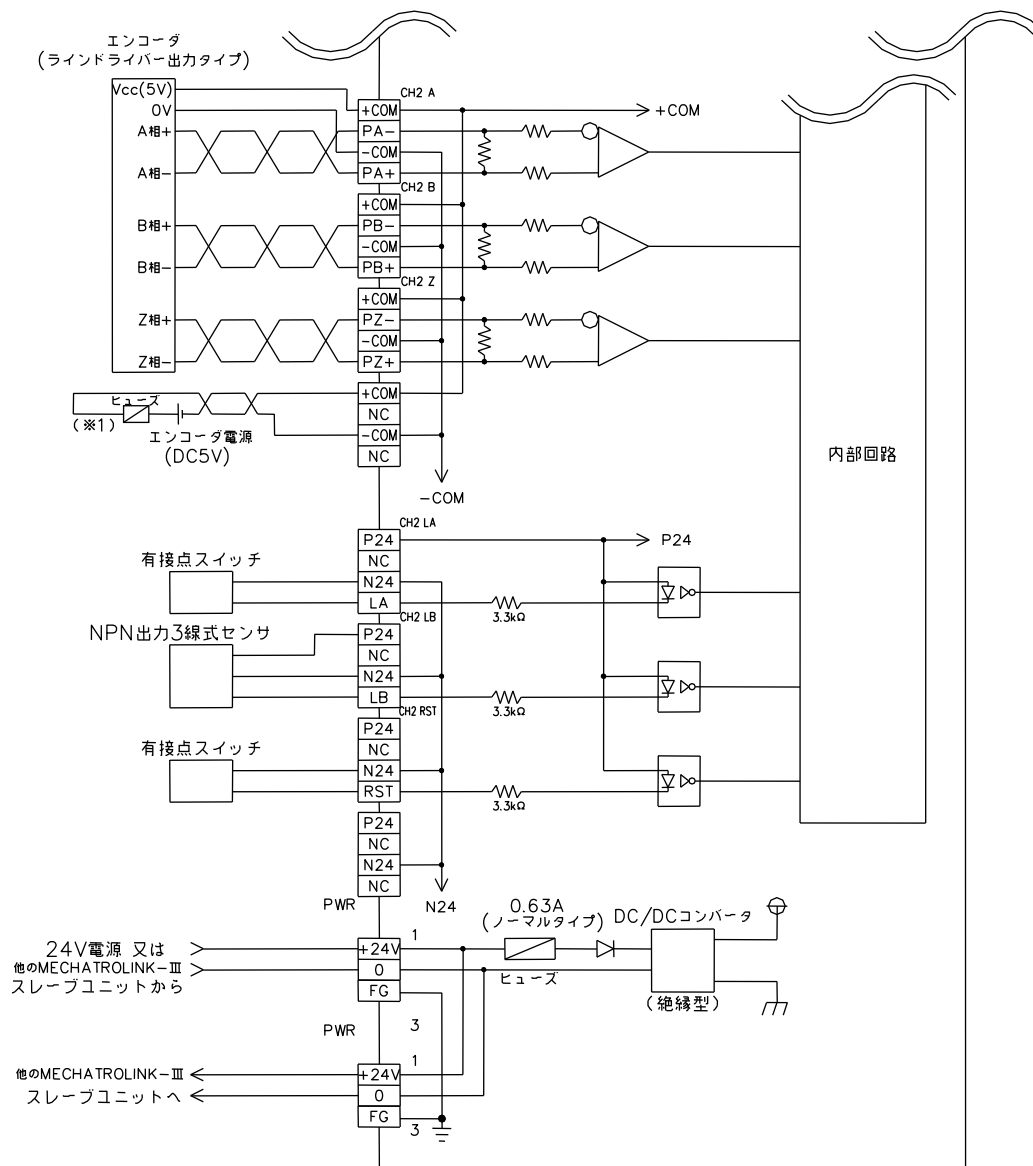 エンコーダ
(ラインドライバー出力タイプ)
Vcc(5V)
0V
A相+
A相-
B相+
B相-
Z相+
Z相-
CH2 A
+COM
PA-
-COM
PA+
+COM
CH2 B
+COM
PB-
-COM
PB+
CH2 Z
+COM
PZ-
-COM
PZ+
+COM
NC
-COM
NC
ヒューズ
(※1)
エンコーダ電源
(DC5V)
-COM
内部回路
CH2 LA
P24
NC
N24
LA
P24
有接点スイッチ
3.3kΩ
CH2 LB
NPN出力3線式センサ
P24
NC
N24
LB
3.3kΩ
CH2 RST
P24
NC
N24
RST
有接点スイッチ
3.3kΩ
P24
NC
N24
NC
N24
PWR
1
+24V
0
FG
3
24V電源 又は
他のMECHATROLINK-Ⅲ
スレーブユニットから
0.63A
(ノーマルタイプ)
ヒューズ
DC/DCコンバータ
(絶縁型)
PWR
1
+24V
0
FG
3
他のMECHATROLINK-Ⅲ
スレーブユニットへ